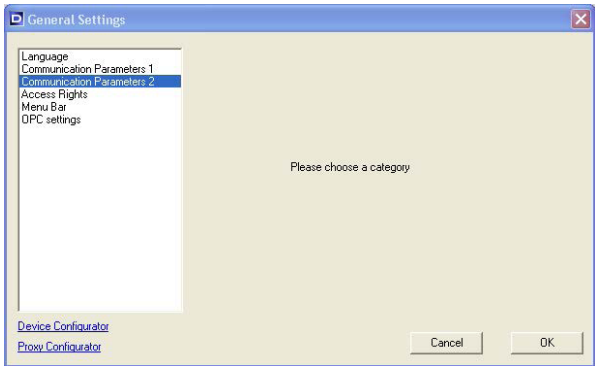 General Settings
Language
Communication Parameters 1
Communication Parameters 2
Access Rights
Menu Bar
OPC settings
Please choose a category
Device Configurator
Proxy Configurator
Cancel
OK